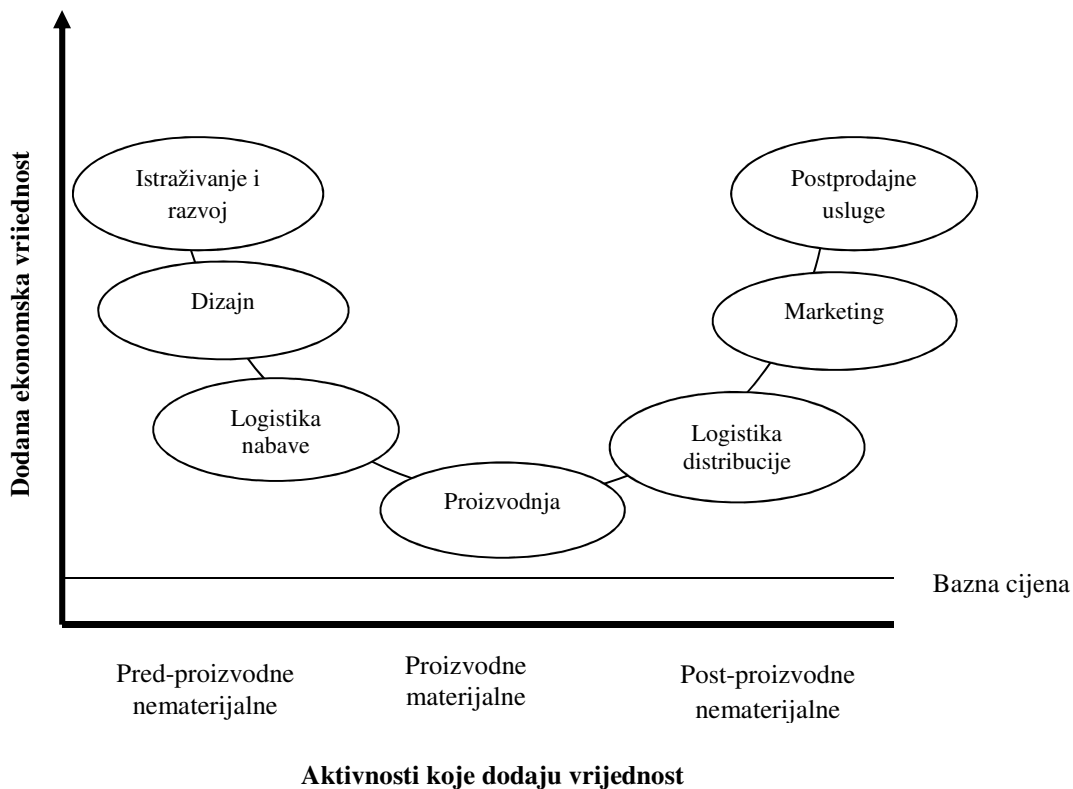 Dodana ekonomska vrijednost
Istraživanje i
razvoj
Dizajn
Logistika
nabave
Proizvodnja
Logistika
distribucije
Marketing
Postprodajne
usluge
Bazna cijena
Pred-proizvodne
nematerijalne
Proizvodne
materijalne
Post-proizvodne
nematerijalne
Aktivnosti koje dodaju vrijednost